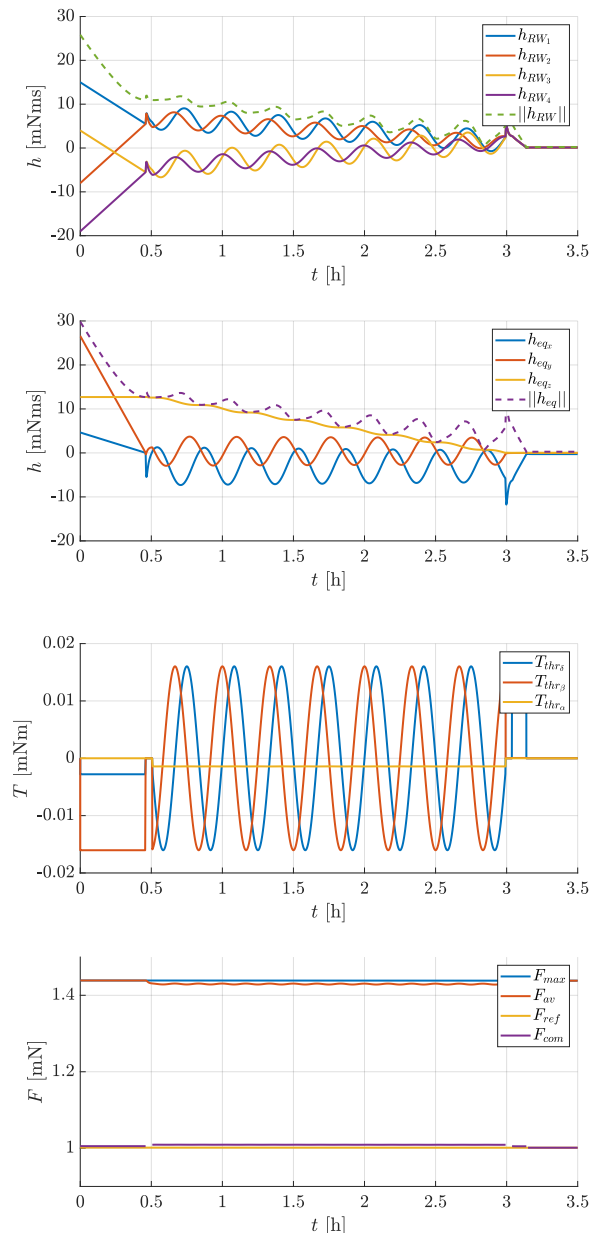 30
20
10
0
-10
-20
h [mNms]
h_{RW_1}
h_{RW_2}
h_{RW_3}
h_{RW_4}
||h_{RW}||
0 0.5 1 1.5 2 2.5 3 3.5
t [h]
30
20
10
0
-10
-20
h [mNms]
h_{eq_x}
h_{eq_y}
h_{eq_z}
||h_{eq}||
0 0.5 1 1.5 2 2.5 3 3.5
t [h]
0.02
0.01
0
-0.01
-0.02
T [mNm]
T_{thr_δ}
T_{thr_β}
T_{thr_α}
0 0.5 1 1.5 2 2.5 3 3.5
t [h]
1.4
1.2
1
F [mN]
F_{max}
F_{av}
F_{ref}
F_{com}
0 0.5 1 1.5 2 2.5 3 3.5
t [h]